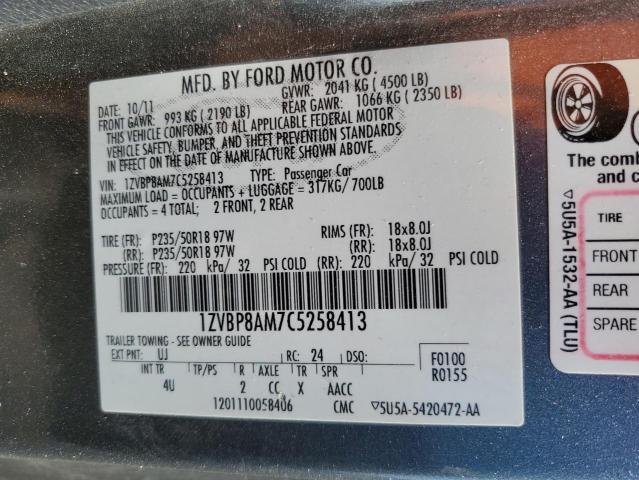 MFD. BY FORD MOTOR CO.
DATE: 10/11 GVWR: 2041 KG ( 4500 LB)
FRONT GAWR: 993 KG ( 2190 LB) REAR GAWR: 1066 KG ( 2350 LB)
THIS VEHICLE CONFORMS TO ALL APPLICABLE FEDERAL MOTOR
VEHICLE SAFETY, BUMPER, AND THEFT PREVENTION STANDARDS
IN EFFECT ON THE DATE OF MANUFACTURE SHOWN ABOVE.
VIN: 1ZVBP8AM7C5258413 TYPE: Passenger Car
MAXIMUM LOAD = OCCUPANTS + LUGGAGE = 317KG/ 700LB
OCCUPANTS = 4 TOTAL; 2 FRONT, 2 REAR
TIRE (FR): P235/50R18 97W RIMS (FR): 18x8.0J
(RR): P235/50R18 97W (RR): 18x8.0J
PRESSURE (FR): 220 kPa/ 32 PSI COLD (RR): 220 kPa/ 32 PSI COLD
1ZVBP8AM7C5258413
TRAILER TOWING - SEE OWNER GUIDE
EXT PNT: UJ RC: 24 DSO: F0100
R0155
INT TR TP/PS R AXLE TR SPR
4U 2 CC X AACC
1201110058406 CMC ▽5U5A-5420472-AA
The comb
and c
▽5U5A-1532-AA (TLU)
TIRE
FRONT
REAR
SPARE